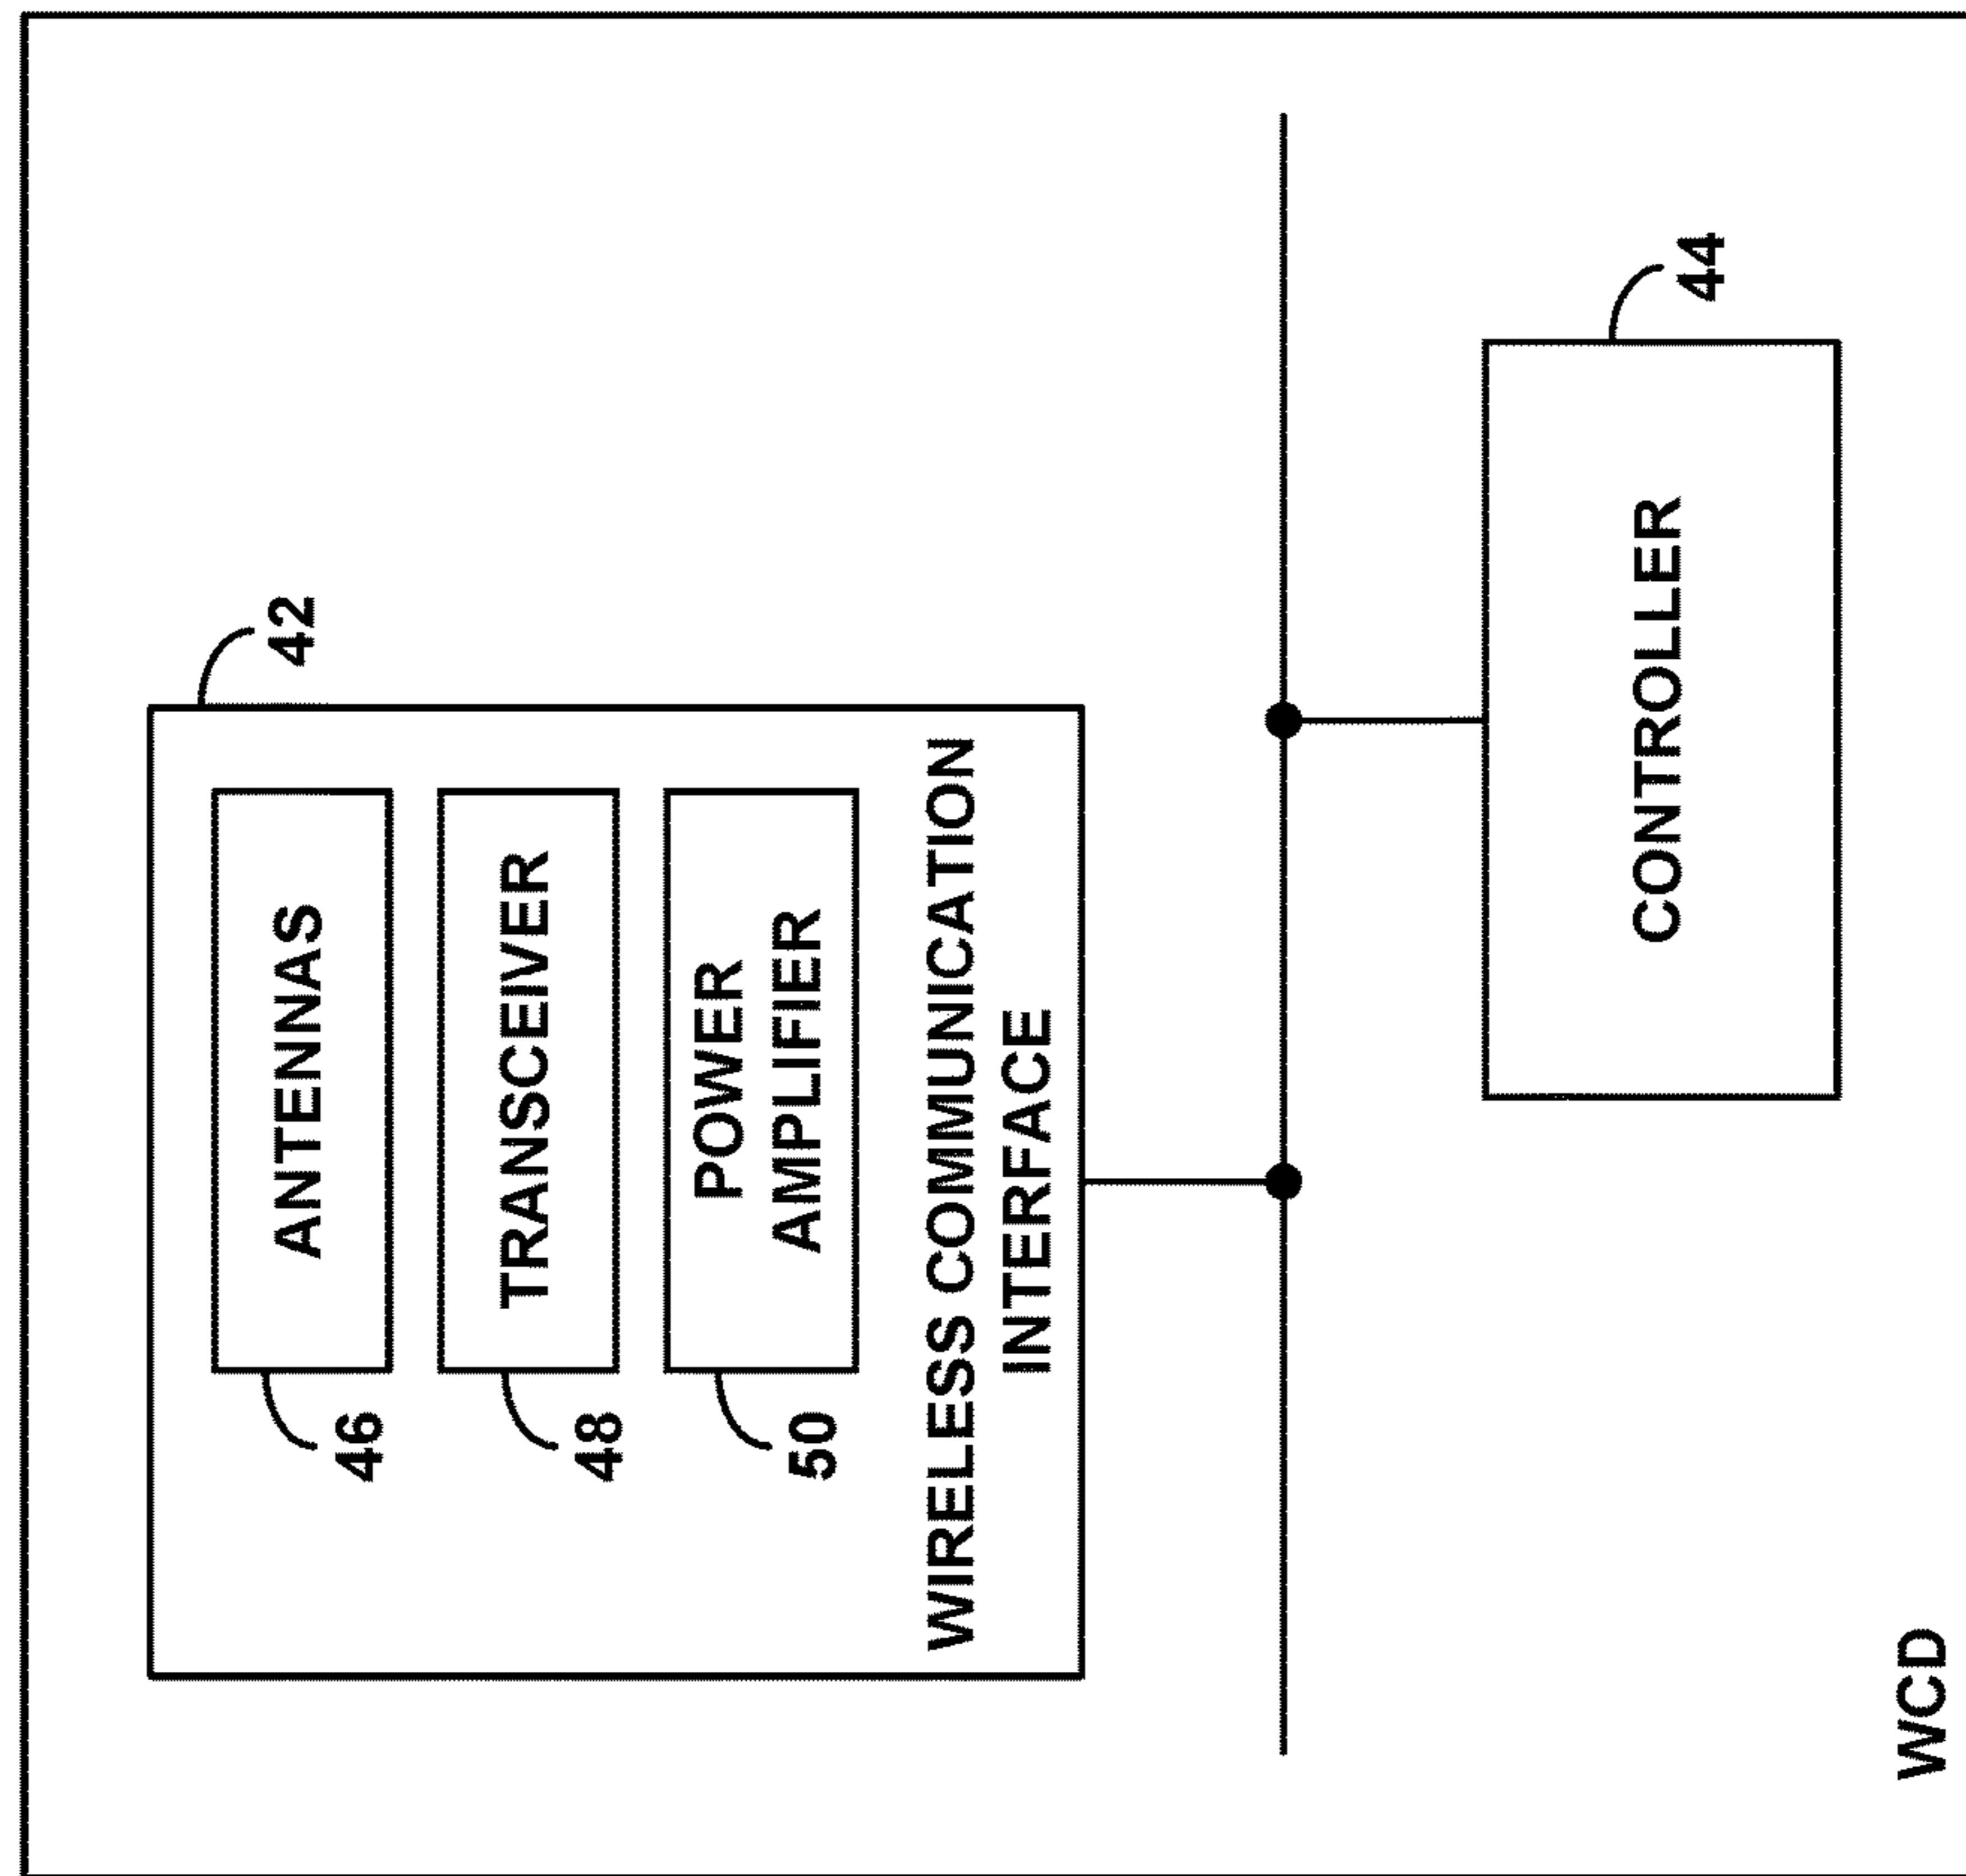 42
46
ANTENNAS
48
TRANSCEIVER
50
POWER
AMPLIFIER
WIRELESS COMMUNICATION
INTERFACE
44
CONTROLLER
WCD